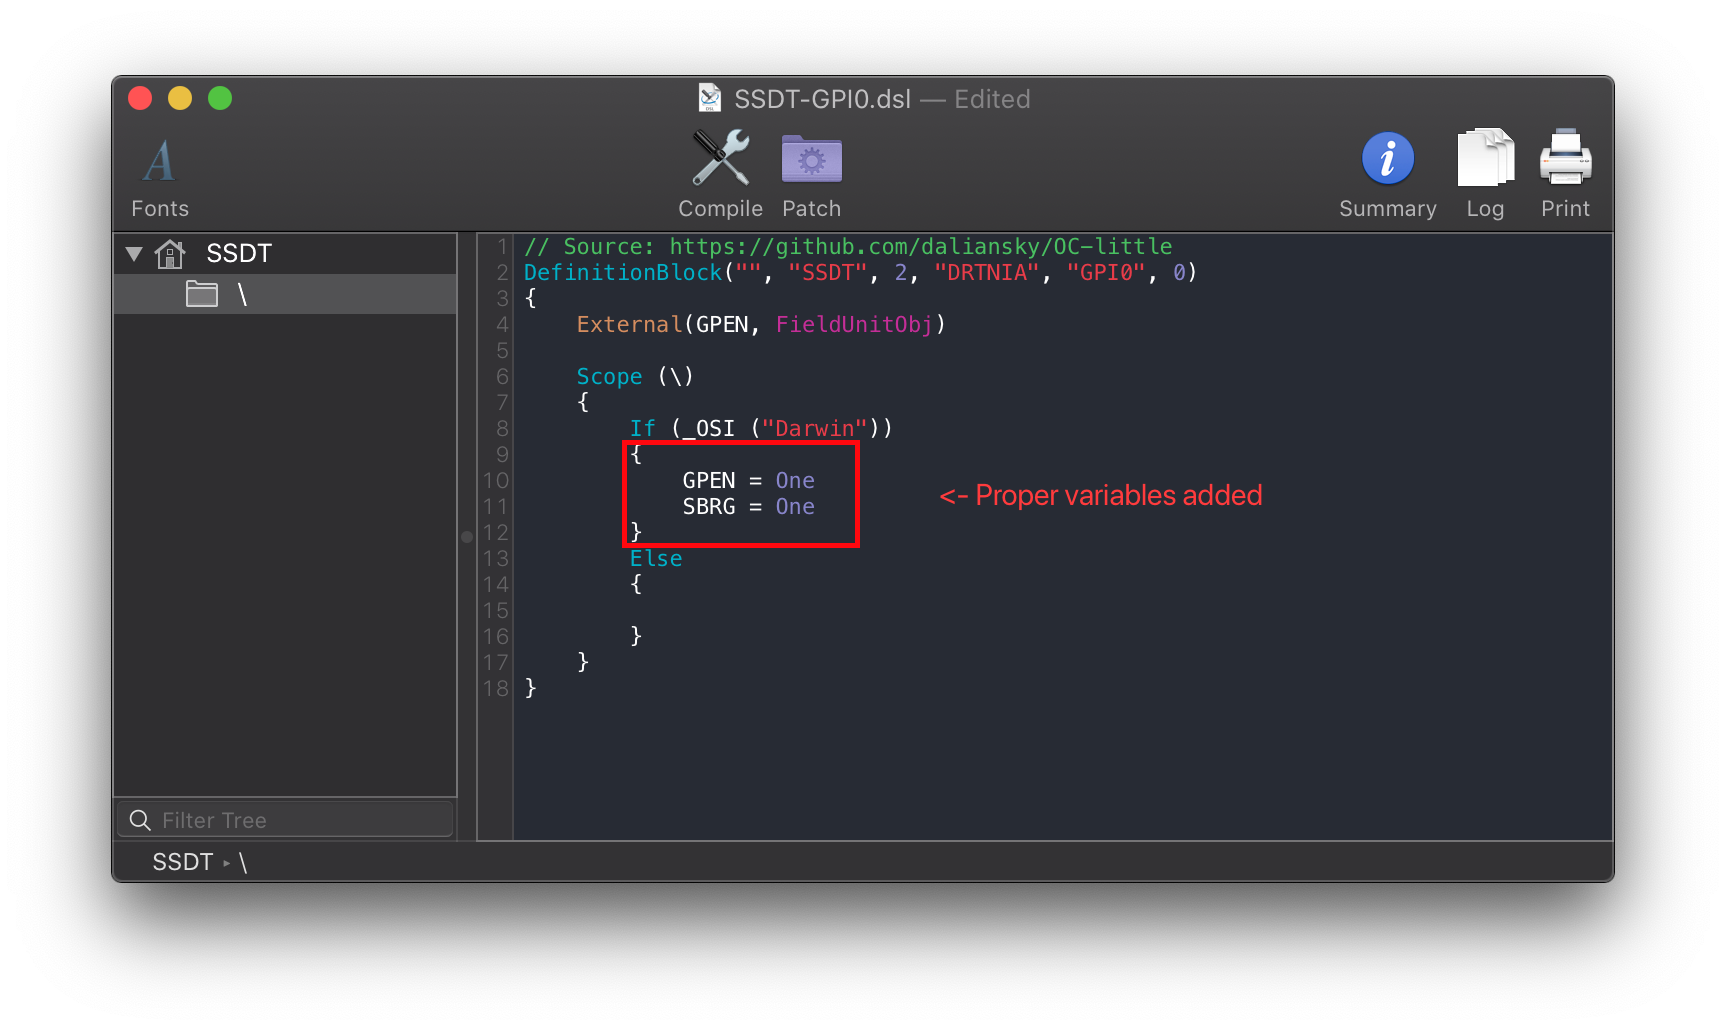 SSDT-GPI0.dsl — Edited
Fonts
Compile
Patch
Summary
Log
Print
SSDT
\
1 // Source: https://github.com/daliansky/OC-little
2 DefinitionBlock("", "SSDT", 2, "DRTNIA", "GPI0", 0)
3 {
4 External(GPEN, FieldUnitObj)
5
6 Scope (\)
7 {
8 If (_OSI ("Darwin"))
9 {
10 GPEN = One
11 SBRG = One
12 }
<- Proper variables added
13 Else
14 {
15
16 }
17 }
18 }
Filter Tree
SSDT ▸ \